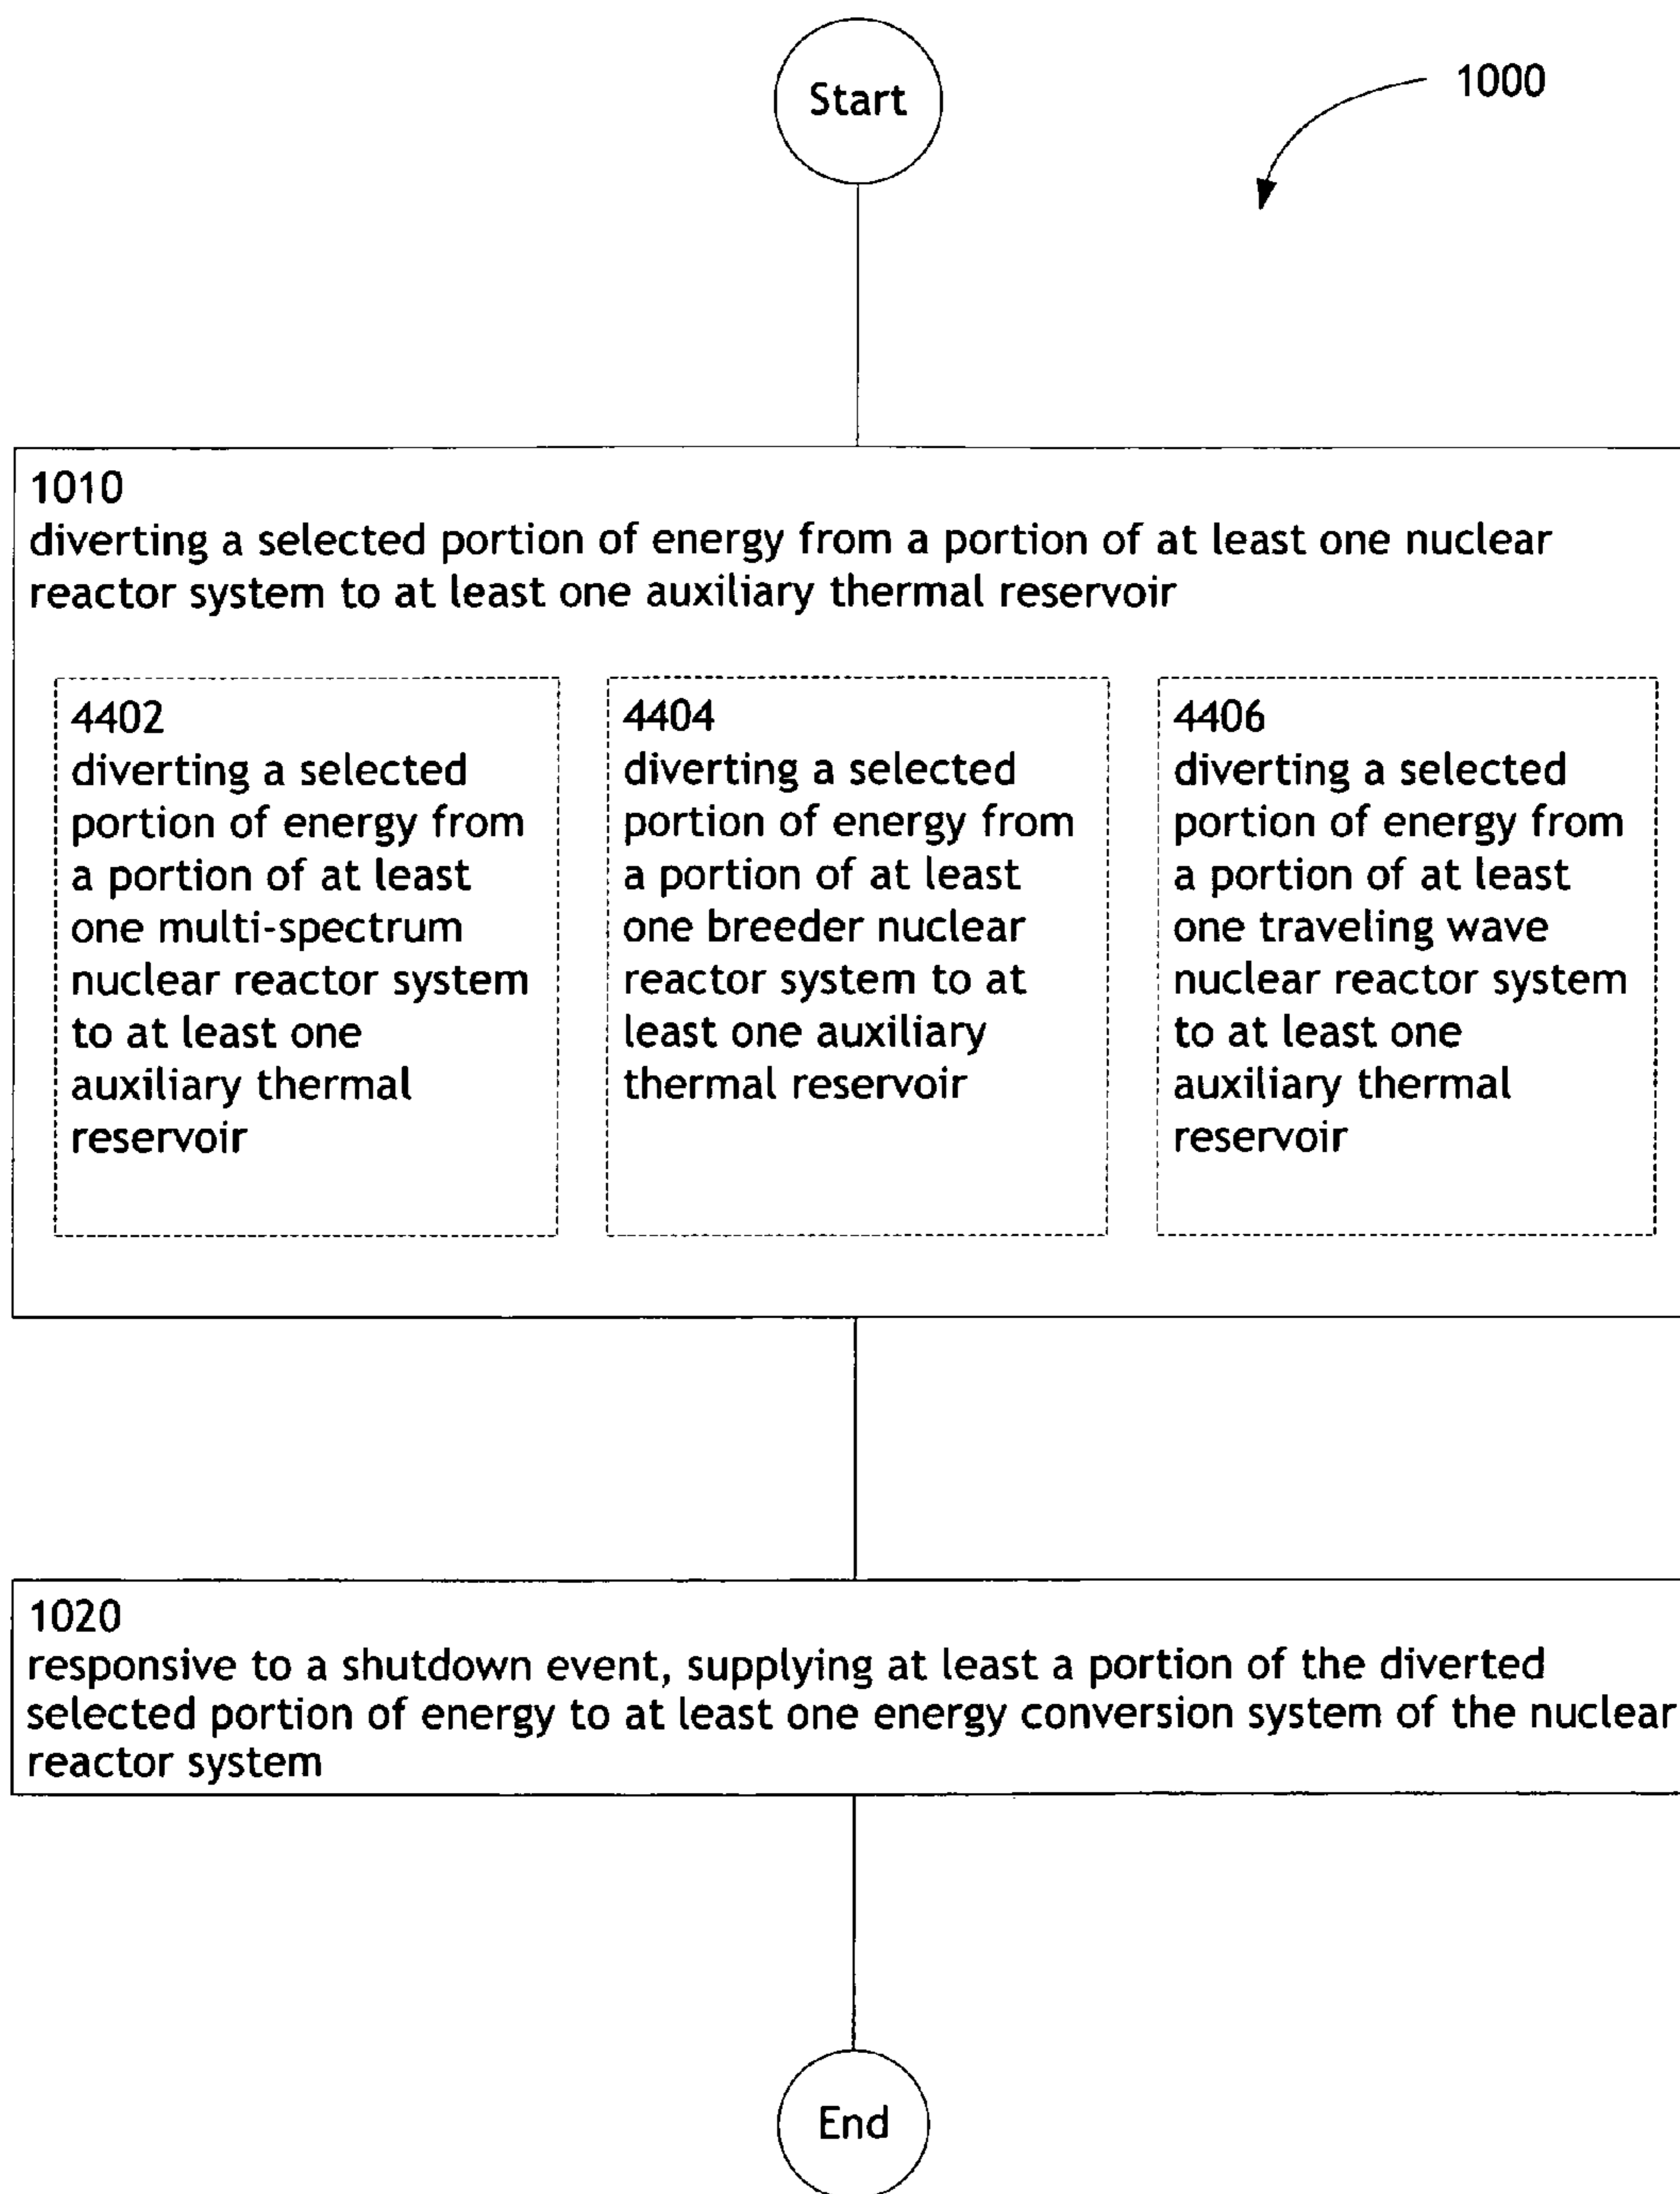 Start
1000
1010
diverting a selected portion of energy from a portion of at least one nuclear
reactor system to at least one auxiliary thermal reservoir
4402
diverting a selected
portion of energy from
a portion of at least
one multi-spectrum
nuclear reactor system
to at least one
auxiliary thermal
reservoir
4404
diverting a selected
portion of energy from
a portion of at least
one breeder nuclear
reactor system to at
least one auxiliary
thermal reservoir
4406
diverting a selected
portion of energy from
a portion of at least
one traveling wave
nuclear reactor system
to at least one
auxiliary thermal
reservoir
1020
responsive to a shutdown event, supplying at least a portion of the diverted
selected portion of energy to at least one energy conversion system of the nuclear
reactor system
End